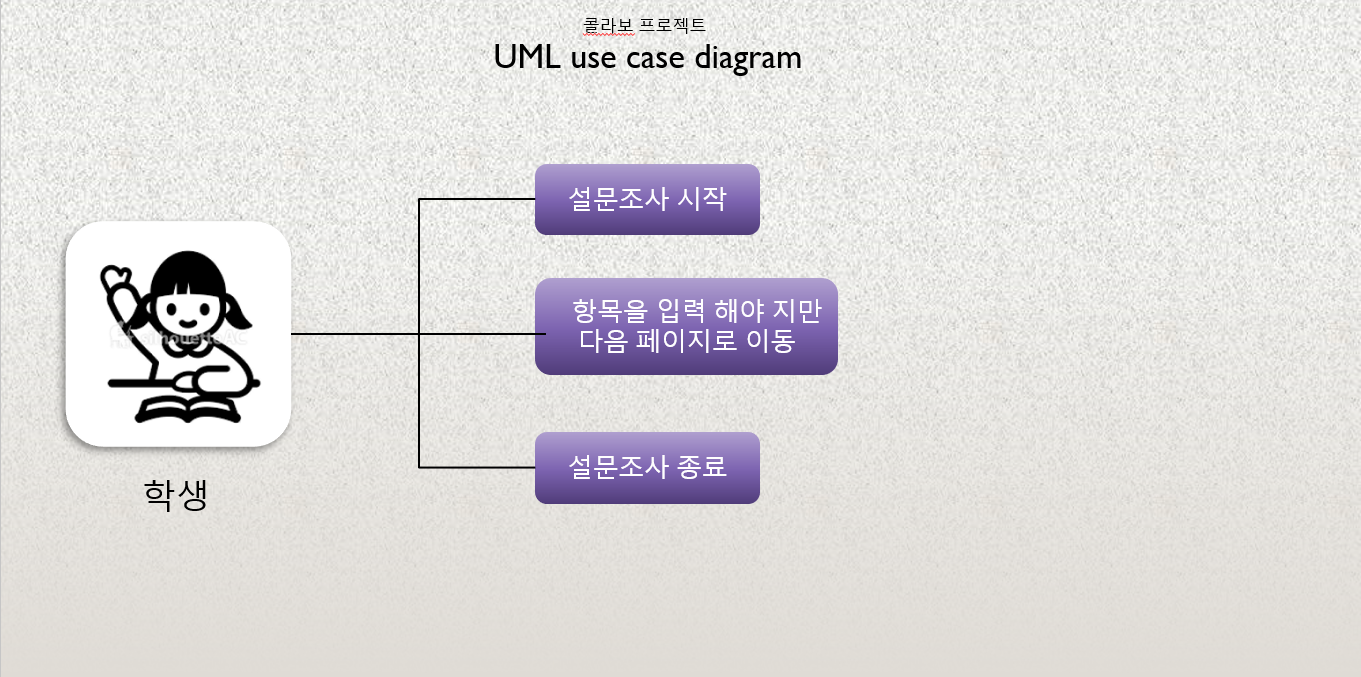 콜라보 프로젝트
UML use case diagram
설문조사 시작
항목을 입력 해야 지만
다음 페이지로 이동
설문조사 종료
학생